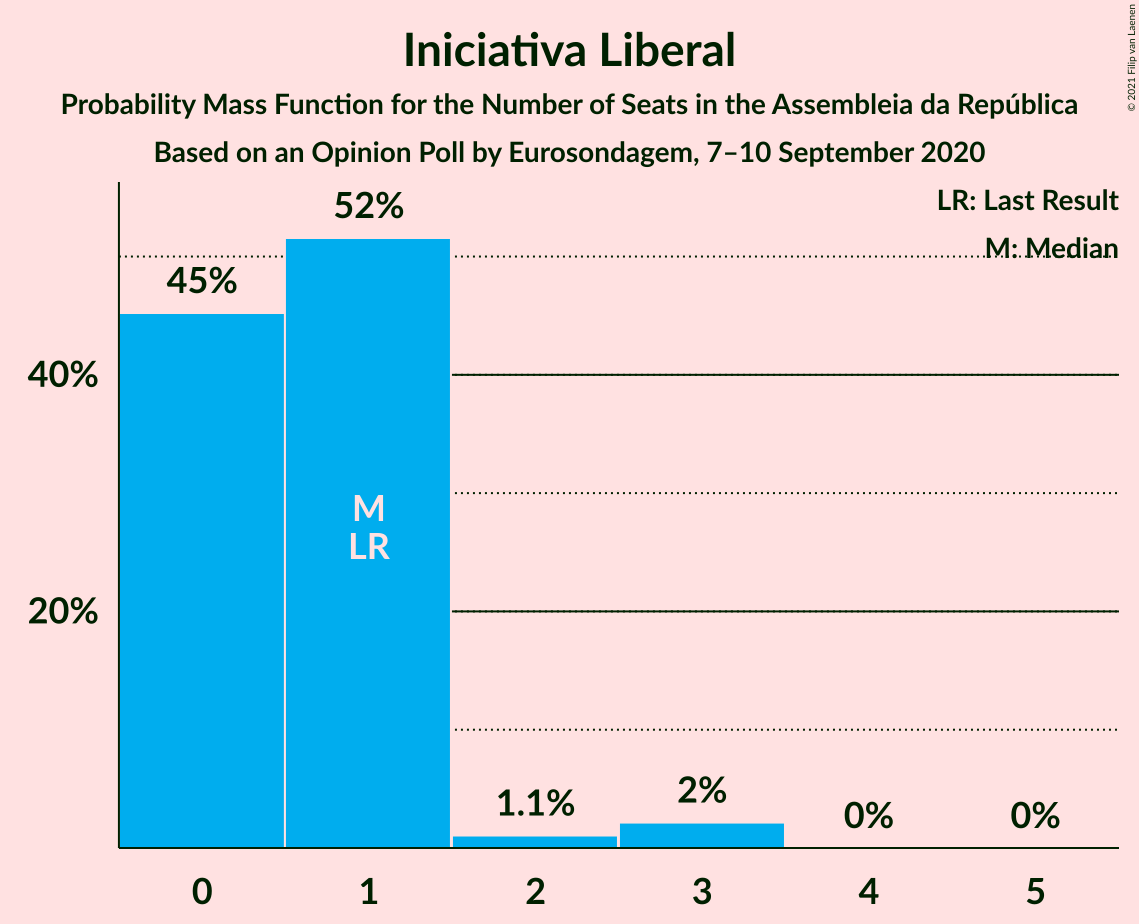 Iniciativa Liberal
Probability Mass Function for the Number of Seats in the Assembleia da República
Based on an Opinion Poll by Eurosondagem, 7–10 September 2020
© 2021 Filip van Laenen
LR: Last Result
M: Median
52%
45%
40%
M
LR
20%
1.1%
2%
0%
0%
0
1
2
3
4
5